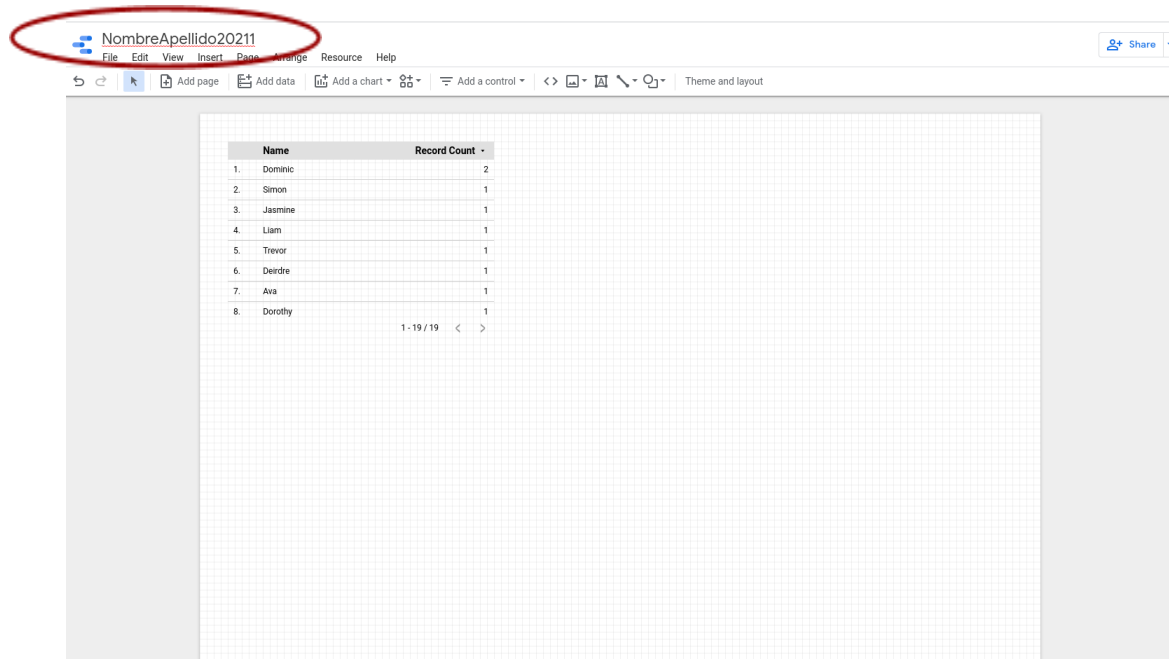 NombreApellido20211
File Edit View Insert Page Arrange Resource Help
Share
Add page Add data Add a chart Add a control Theme and layout
Name Record Count
1. Dominic 2
2. Simon 1
3. Jasmine 1
4. Liam 1
5. Trevor 1
6. Deirdre 1
7. Ava 1
8. Dorothy 1
1 - 19 / 19